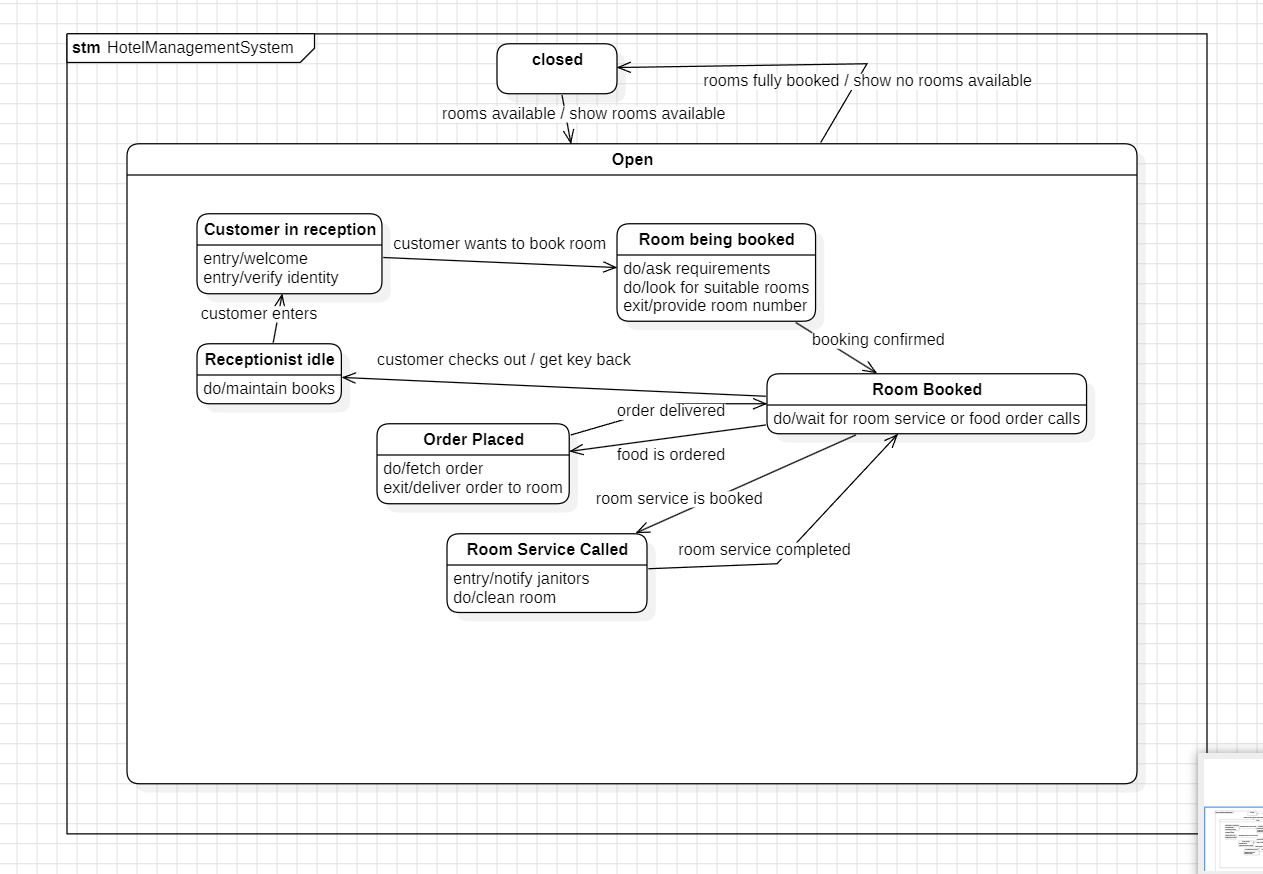 stm HotelManagementSystem
closed
rooms fully booked / show no rooms available
rooms available / show rooms available
Open
Customer in reception
entry/welcome
entry/verify identity
customer wants to book room
Room being booked
do/ask requirements
do/look for suitable rooms
exit/provide room number
customer enters
booking confirmed
Receptionist idle
do/maintain books
customer checks out / get key back
Room Booked
do/wait for room service or food order calls
order delivered
Order Placed
do/fetch order
exit/deliver order to room
food is ordered
room service is booked
Room Service Called
entry/notify janitors
do/clean room
room service completed